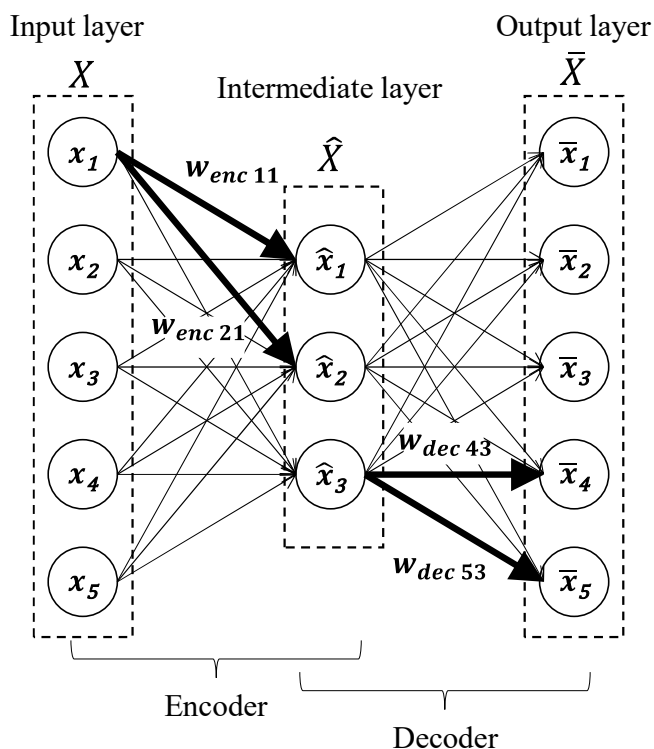 Input layer
Output layer
X
X̄
Intermediate layer
X̂
x₁
w enc 11
x̄₁
x₂
x̂₁
x̄₂
w enc 21
x₃
x̂₂
x̄₃
w dec 43
x₄
x̂₃
x̄₄
w dec 53
x₅
x̄₅
Encoder
Decoder